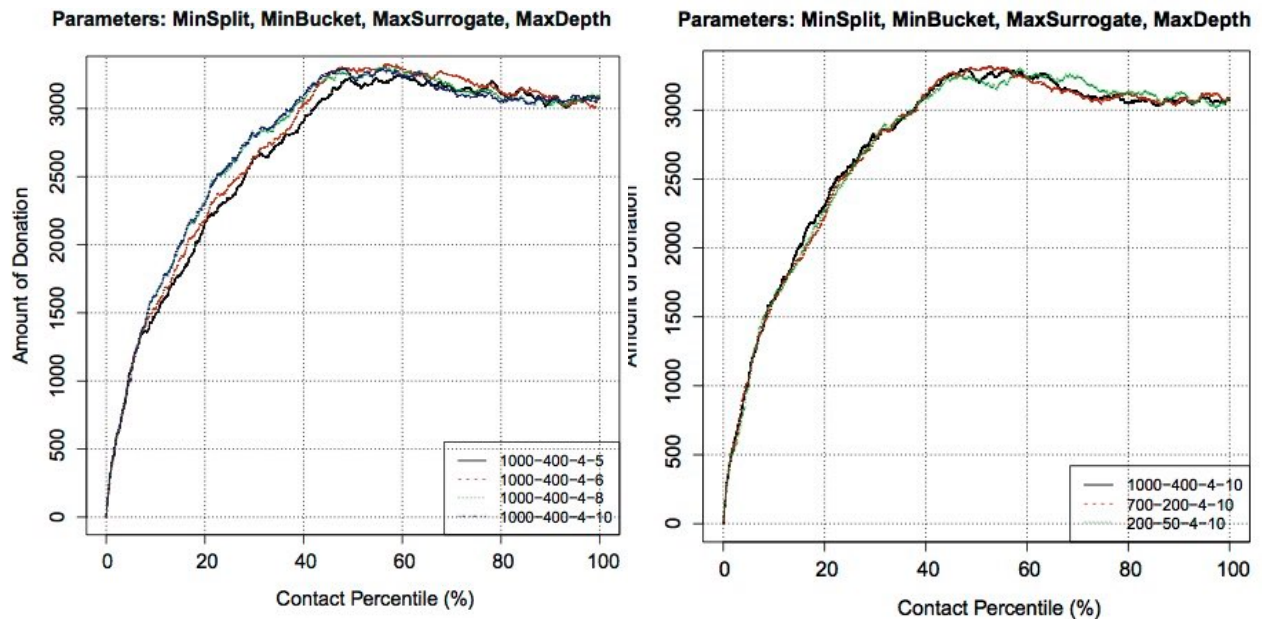 Parameters: MinSplit, MinBucket, MaxSurrogate, MaxDepth
Amount of Donation
3000
2500
2000
1500
1000
500
0
1000-400-4-5
1000-400-4-6
1000-400-4-8
1000-400-4-10
0 20 40 60 80 100
Contact Percentile (%)
Parameters: MinSplit, MinBucket, MaxSurrogate, MaxDepth
Amount of Donation
3000
2500
2000
1500
1000
500
0
1000-400-4-10
700-200-4-10
200-50-4-10
0 20 40 60 80 100
Contact Percentile (%)